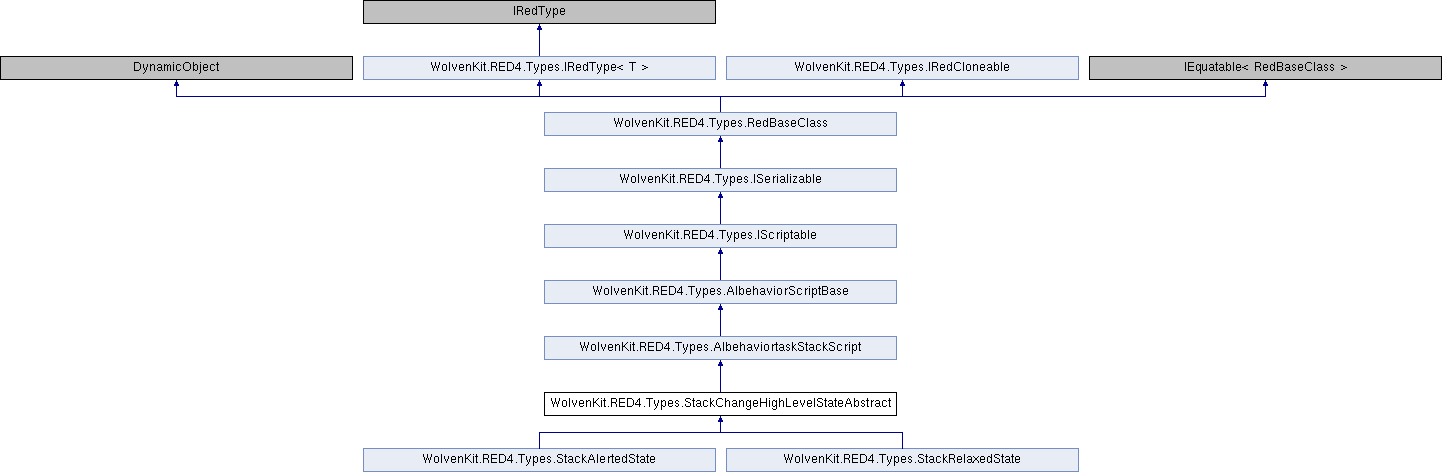 IRedType
DynamicObject
WolvenKit.RED4.Types.IRedType< T >
WolvenKit.RED4.Types.IRedCloneable
IEquatable< RedBaseClass >
WolvenKit.RED4.Types.RedBaseClass
WolvenKit.RED4.Types.ISerializable
WolvenKit.RED4.Types.IScriptable
WolvenKit.RED4.Types.AIbehaviorScriptBase
WolvenKit.RED4.Types.AIbehaviortaskStackScript
WolvenKit.RED4.Types.StackChangeHighLevelStateAbstract
WolvenKit.RED4.Types.StackAlertedState
WolvenKit.RED4.Types.StackRelaxedState